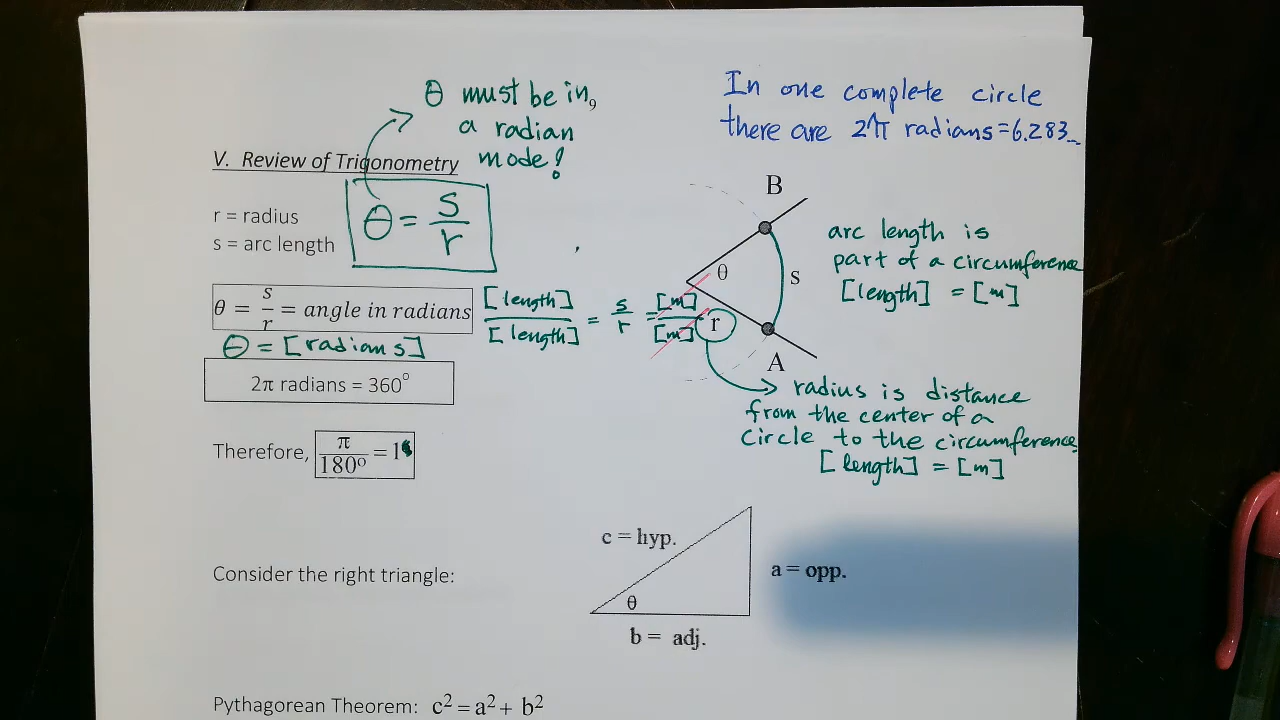 θ must be in,
a radian
mode!
In one complete circle
there are 2π radians=6.283...
V. Review of Trigonometry
r = radius
s = arc length
θ = s/r
B
θ
s
r
A
arc length is
part of a circumference
[length] = [m]
θ = s/r = angle in radians
[length]/[length] = s/r = [m]/[m]
θ = [radians]
2π radians = 360°
radius is distance
from the center of a
circle to the circumference
[length] = [m]
Therefore, π/180° = 1
c = hyp.
Consider the right triangle:
a = opp.
θ
b = adj.
Pythagorean Theorem: c² = a² + b²